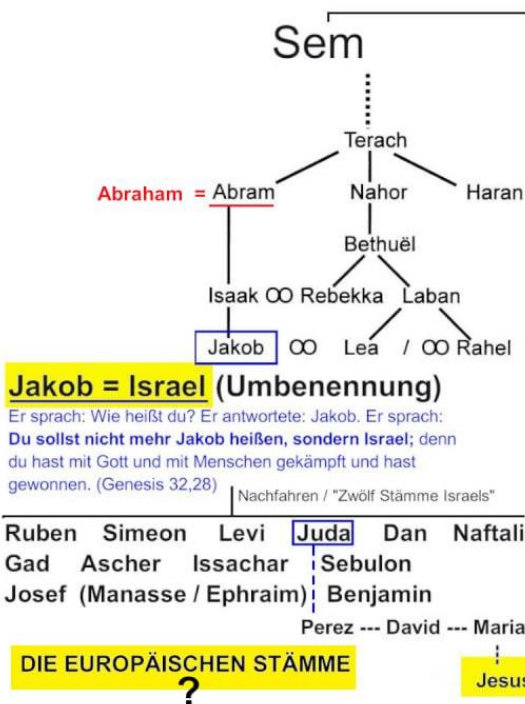 Sem
Terach
Abraham = Abram Nahor Haran
Bethuël
Isaak ꝏ Rebekka Laban
Jakob ꝏ Lea / ꝏ Rahel
Jakob = Israel (Umbenennung)
Er sprach: Wie heißt du? Er antwortete: Jakob. Er sprach:
Du sollst nicht mehr Jakob heißen, sondern Israel; denn
du hast mit Gott und mit Menschen gekämpft und hast
gewonnen. (Genesis 32,28)
Nachfahren / "Zwölf Stämme Israels"
Ruben Simeon Levi Juda Dan Naftali
Gad Ascher Issachar Sebulon
Josef (Manasse / Ephraim) Benjamin
Perez --- David --- Maria
DIE EUROPÄISCHEN STÄMME
?
Jesus